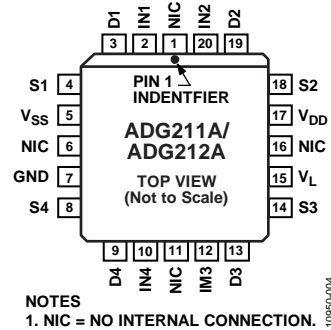 D1 IN1 NIC IN2 D2
3 2 1 20 19
S1 4
VSS 5
NIC 6
GND 7
S4 8
PIN 1
INDENTFIER
ADG211A/
ADG212A
TOP VIEW
(Not to Scale)
18 S2
17 VDD
16 NIC
15 VL
14 S3
9 10 11 12 13
D4 IN4 NIC IM3 D3
NOTES
1. NIC = NO INTERNAL CONNECTION.
10950-004